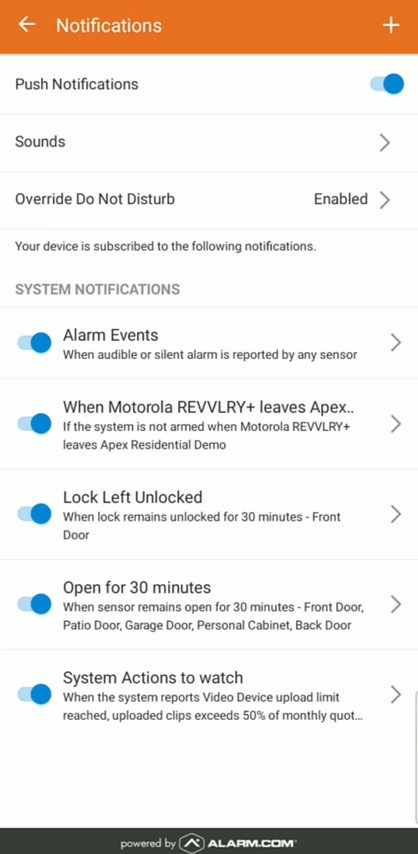 Notifications
Push Notifications
Sounds
Override Do Not Disturb Enabled
Your device is subscribed to the following notifications.
SYSTEM NOTIFICATIONS
Alarm Events
When audible or silent alarm is reported by any sensor
When Motorola REVVLRY+ leaves Apex..
If the system is not armed when Motorola REVVLRY+
leaves Apex Residential Demo
Lock Left Unlocked
When lock remains unlocked for 30 minutes - Front
Door
Open for 30 minutes
When sensor remains open for 30 minutes - Front Door,
Patio Door, Garage Door, Personal Cabinet, Back Door
System Actions to watch
When the system reports Video Device upload limit
reached, uploaded clips exceeds 50% of monthly quot...
powered by ALARM.COM